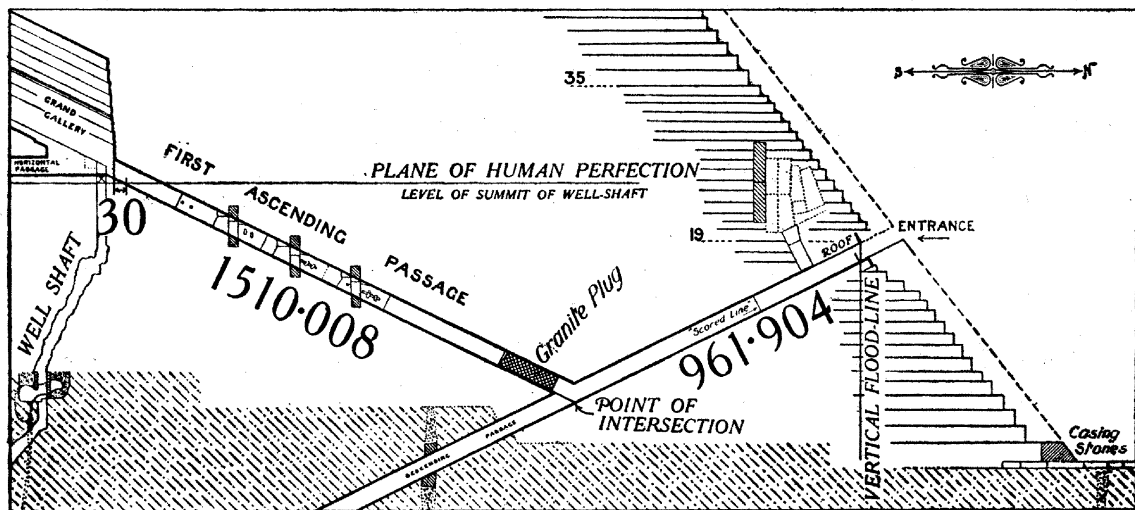 35
S
N
GRAND
GALLERY
HORIZONTAL
PASSAGE
FIRST
ASCENDING
PASSAGE
PLANE OF HUMAN PERFECTION
LEVEL OF SUMMIT OF WELL-SHAFT
30
1510·008
19
ROOF
ENTRANCE
WELL SHAFT
Granite Plug
"Scored Line"
961·904
VERTICAL FLOOD-LINE
POINT OF
INTERSECTION
DESCENDING PASSAGE
Casing
Stones